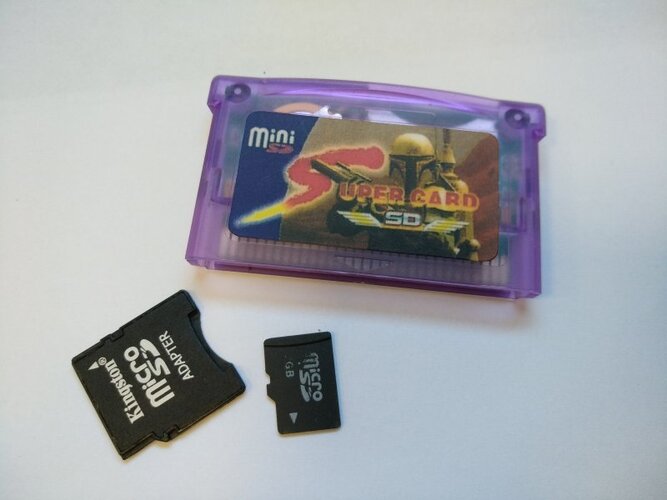 mini
SD
SUPER CARD
SD
Kingston®
micro
SD
ADAPTER
micro
SD
GB